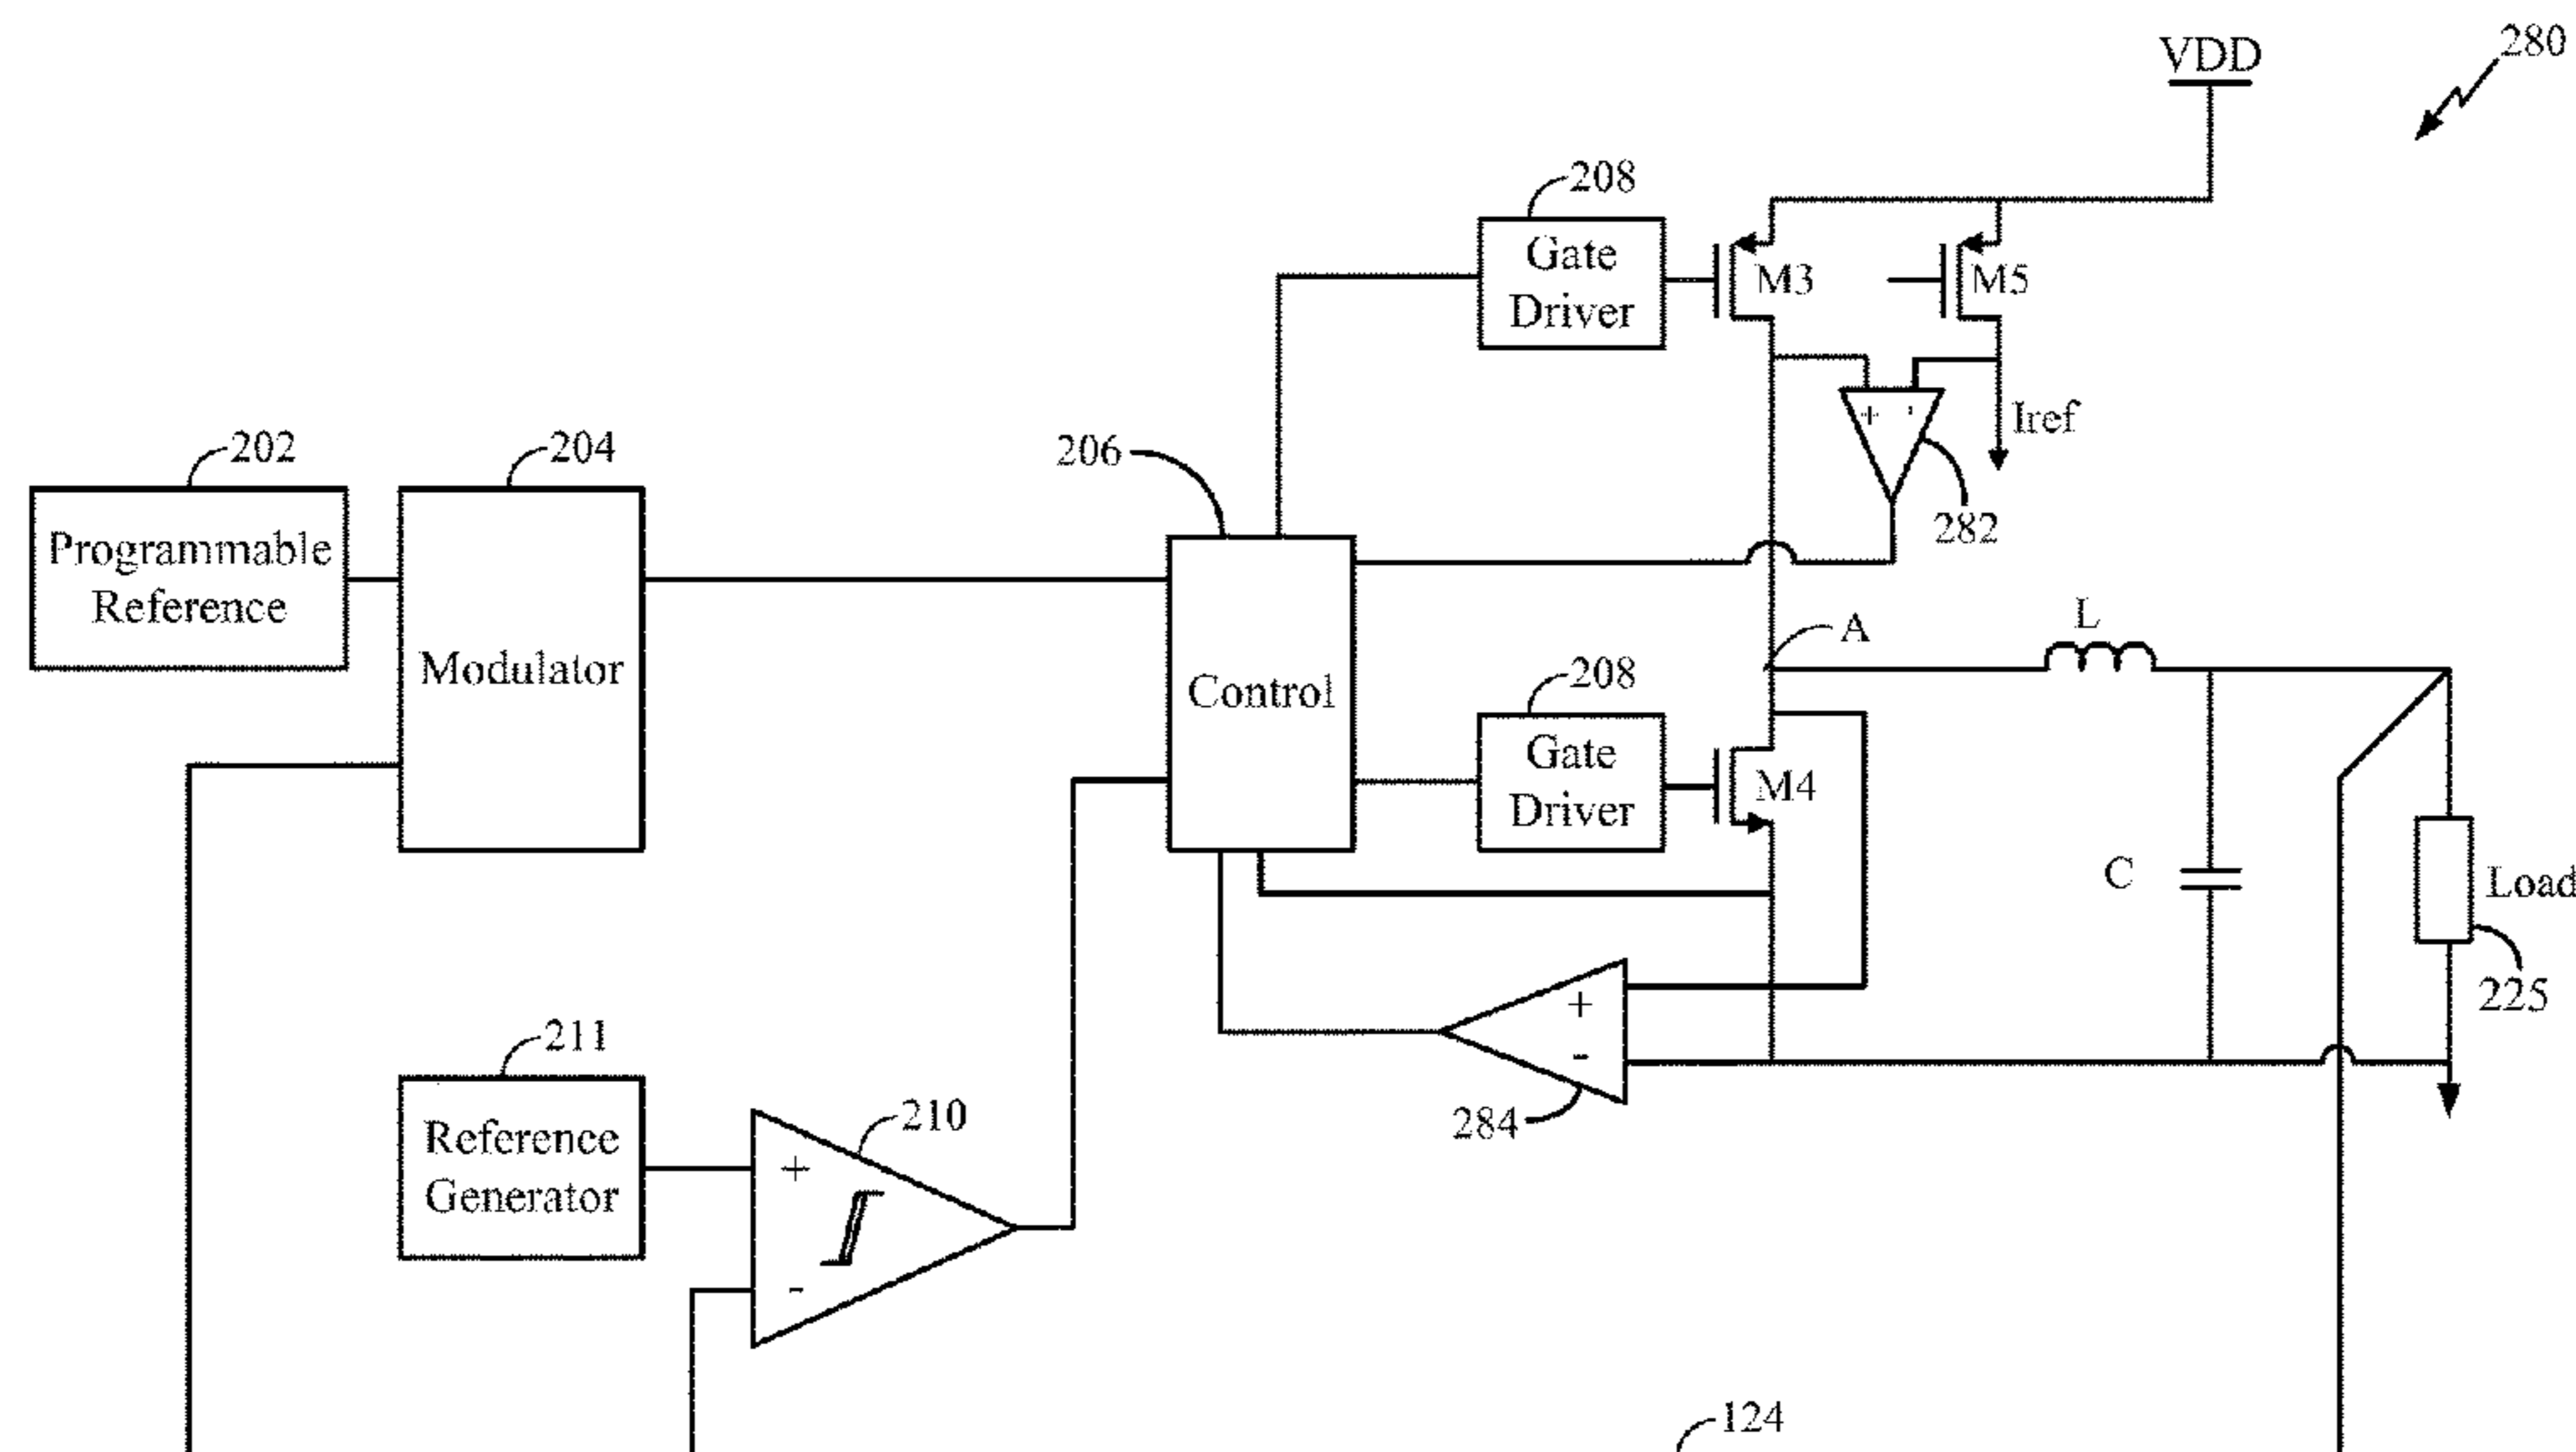 280
VDD
208
Gate
Driver
M3
M5
+ -
Iref
282
202
204
206
Programmable
Reference
Modulator
Control
A
L
208
Gate
Driver
M4
C
Load
225
+
-
284
211
Reference
Generator
210
+
-
124